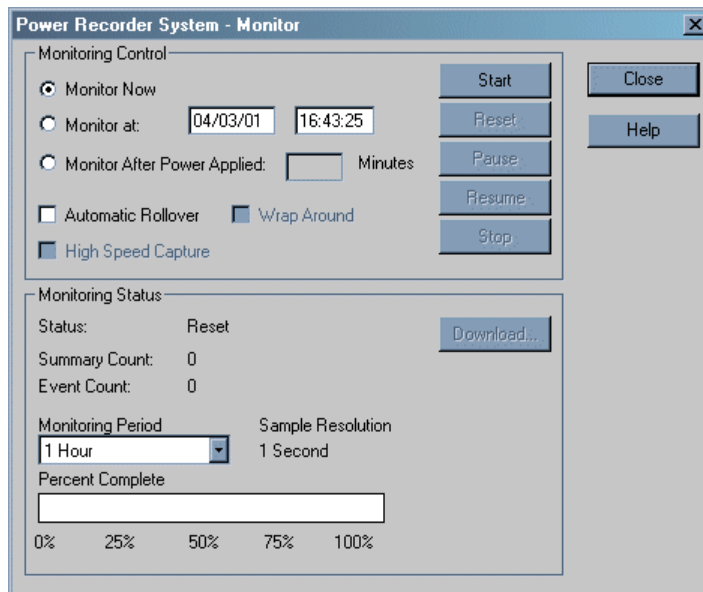 Power Recorder System - Monitor
Monitoring Control
Monitor Now
Monitor at: 04/03/01 16:43:25
Monitor After Power Applied: Minutes
Automatic Rollover Wrap Around
High Speed Capture
Start
Reset
Pause
Resume
Stop
Close
Help
Monitoring Status
Status: Reset
Summary Count: 0
Event Count: 0
Download...
Monitoring Period Sample Resolution
1 Hour 1 Second
Percent Complete
0% 25% 50% 75% 100%